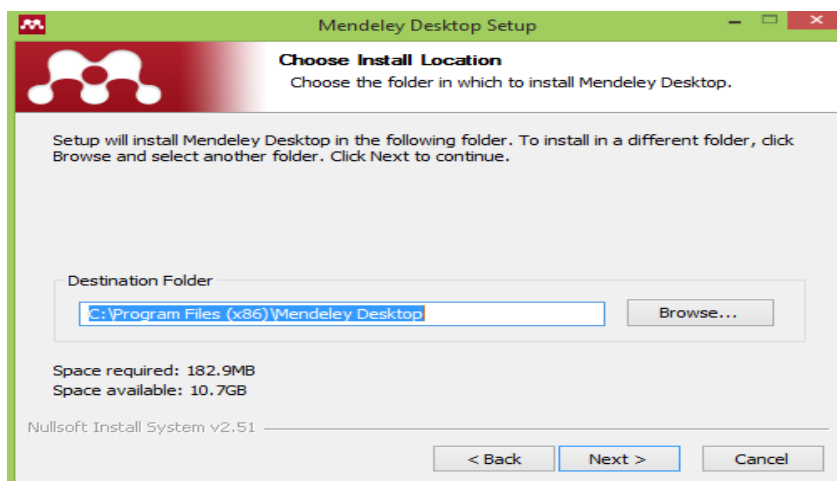 Mendeley Desktop Setup
Choose Install Location
Choose the folder in which to install Mendeley Desktop.
Setup will install Mendeley Desktop in the following folder. To install in a different folder, click
Browse and select another folder. Click Next to continue.
Destination Folder
C:\Program Files (x86)\Mendeley Desktop
Browse...
Space required: 182.9MB
Space available: 10.7GB
Nullsoft Install System v2.51
< Back
Next >
Cancel